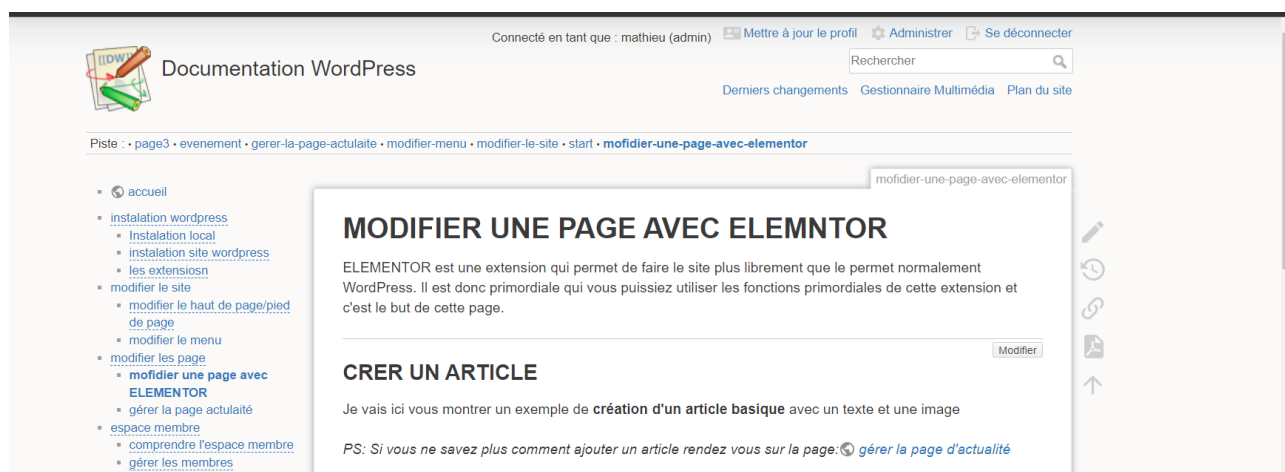 Connecté en tant que : mathieu (admin) Mettre à jour le profil Administrer Se déconnecter
[[DW]]
Documentation WordPress
Rechercher
Derniers changements Gestionnaire Multimédia Plan du site
Piste : • page3 • evenement • gerer-la-page-actulaite • modifier-menu • modifier-le-site • start • mofidier-une-page-avec-elementor
mofidier-une-page-avec-elementor
accueil
instalation wordpress
Instalation local
instalation site wordpress
les extensiosn
modifier le site
modifier le haut de page/pied
de page
modifier le menu
modifier les page
mofidier une page avec
ELEMENTOR
gérer la page actulaité
espace membre
comprendre l'espace membre
gérer les membres
MODIFIER UNE PAGE AVEC ELEMNTOR
ELEMENTOR est une extension qui permet de faire le site plus librement que le permet normalement
WordPress. Il est donc primordiale qui vous puissiez utiliser les fonctions primordiales de cette extension et
c'est le but de cette page.
Modifier
CRER UN ARTICLE
Je vais ici vous montrer un exemple de création d'un article basique avec un texte et une image
PS: Si vous ne savez plus comment ajouter un article rendez vous sur la page: gérer la page d'actualité